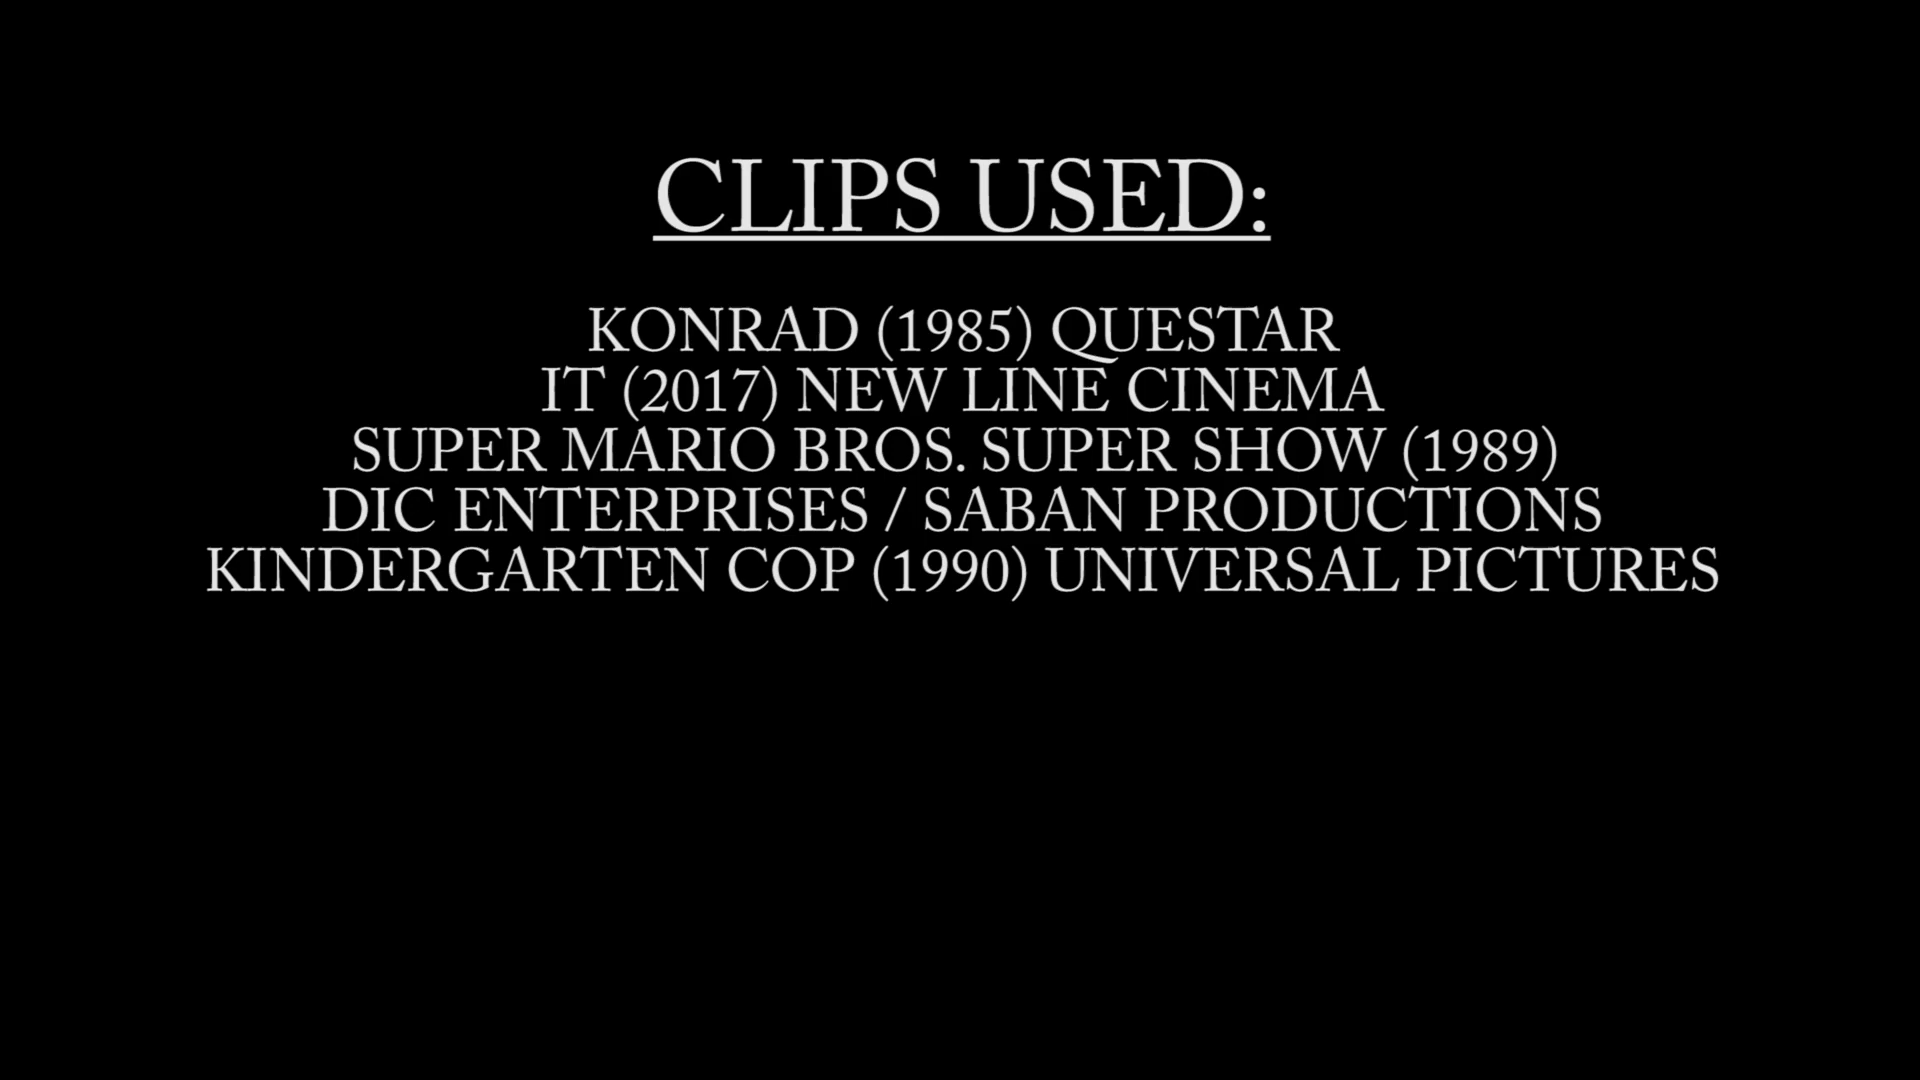 CLIPS USED:
KONRAD (1985) QUESTAR
IT (2017) NEW LINE CINEMA
SUPER MARIO BROS. SUPER SHOW (1989)
DIC ENTERPRISES / SABAN PRODUCTIONS
KINDERGARTEN COP (1990) UNIVERSAL PICTURES